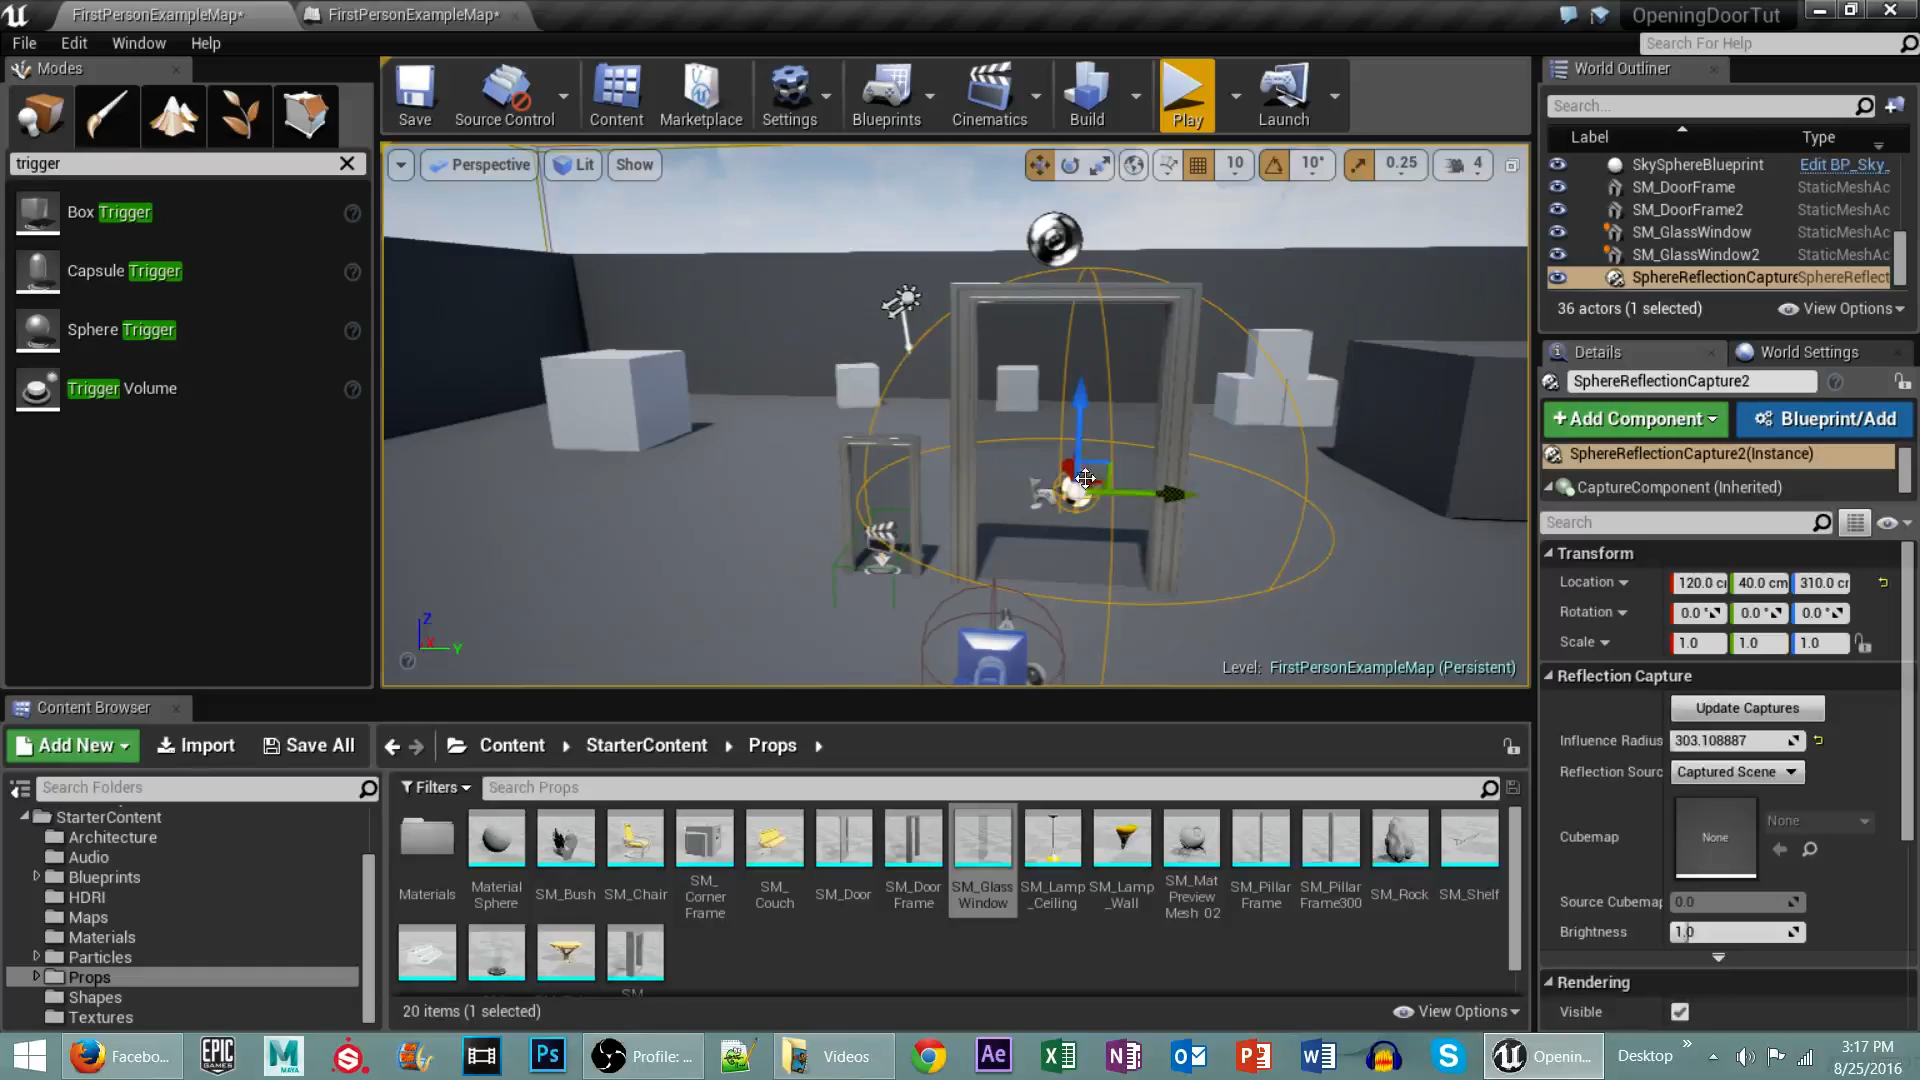 FirstPersonExampleMap*
FirstPersonExampleMap*
OpeningDoorTut
File Edit Window Help
Search For Help
Modes
trigger
Box Trigger
Capsule Trigger
Sphere Trigger
Trigger Volume
Save
Source Control
Content
Marketplace
Settings
Blueprints
Cinematics
Build
Play
Launch
Perspective
Lit
Show
10
10°
0.25
4
Z
X
Y
Level: FirstPersonExampleMap (Persistent)
World Outliner
Search...
Label Type
SkySphereBlueprint Edit BP_Sky_
SM_DoorFrame StaticMeshAc
SM_DoorFrame2 StaticMeshAc
SM_GlassWindow StaticMeshAc
SM_GlassWindow2 StaticMeshAc
SphereReflectionCapture SphereReflect
36 actors (1 selected) View Options
Details World Settings
SphereReflectionCapture2
+Add Component Blueprint/Add
SphereReflectionCapture2(Instance)
CaptureComponent (Inherited)
Search
Transform
Location 120.0 cm 40.0 cm 310.0 cm
Rotation 0.0 ° 0.0 ° 0.0 °
Scale 1.0 1.0 1.0
Reflection Capture
Update Captures
Influence Radius 303.108887
Reflection Sourc Captured Scene
Cubemap None None
Source Cubemap 0.0
Brightness 1.0
Rendering
Visible
Content Browser
Add New Import Save All
Content StarterContent Props
Search Folders
Filters Search Props
StarterContent
Architecture
Audio
Blueprints
HDRI
Maps
Materials
Particles
Props
Shapes
Textures
Materials
Material Sphere
SM_Bush
SM_Chair
SM_ Corner Frame
SM_ Couch
SM_Door
SM_Door Frame
SM_Glass Window
SM_Lamp _Ceiling
SM_Lamp _Wall
SM_Mat Preview Mesh 02
SM_Pillar Frame
SM_Pillar Frame300
SM_Rock
SM_Shelf
20 items (1 selected) View Options
Facebo...
EPIC GAMES
MAYA
Ps
Profile: ...
Videos
Ae
Openin...
Desktop
3:17 PM
8/25/2016